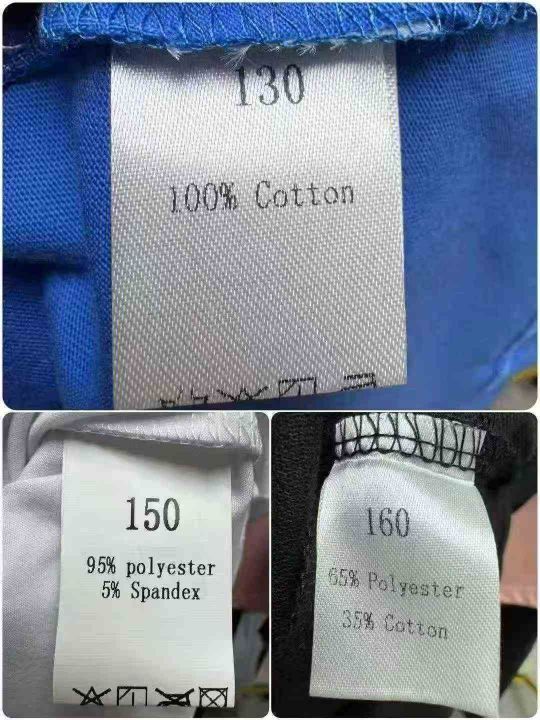 130
100% Cotton
150
95% polyester
5% Spandex
160
65% Polyester
35% Cotton